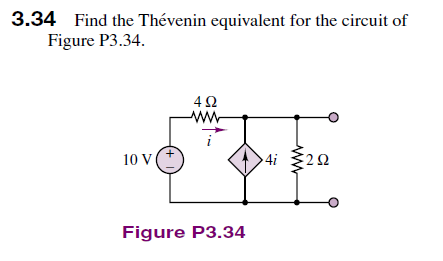 3.34 Find the Thévenin equivalent for the circuit of
Figure P3.34.
4 Ω
i
10 V
+
−
4i
2 Ω
Figure P3.34